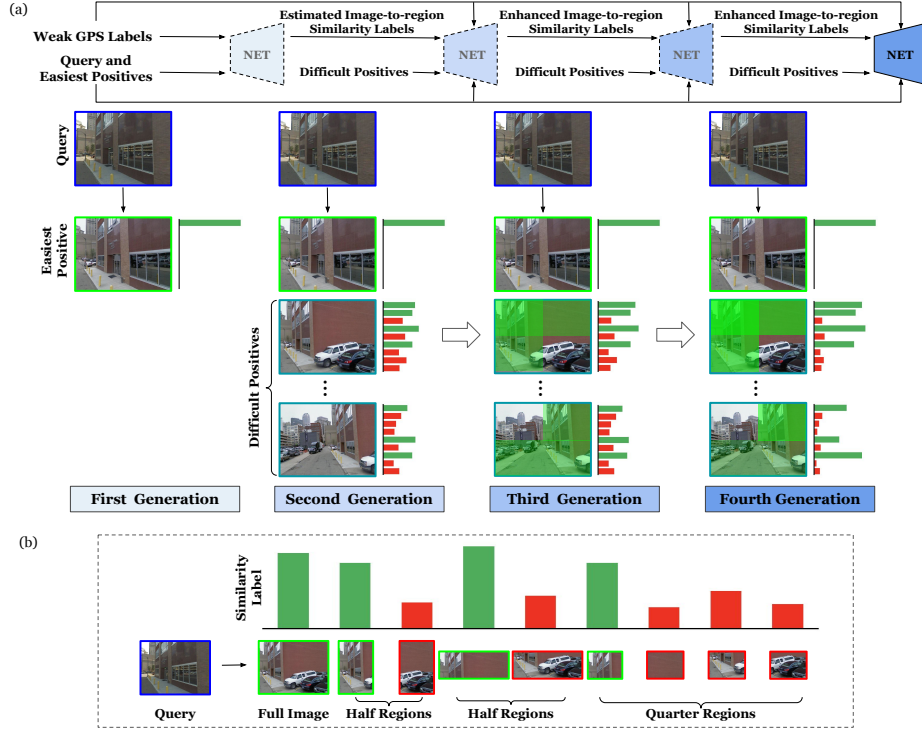 (a)
Weak GPS Labels
Query and
Easiest Positives
NET
Estimated Image-to-region
Similarity Labels
Difficult Positives
NET
Enhanced Image-to-region
Similarity Labels
Difficult Positives
NET
Enhanced Image-to-region
Similarity Labels
Difficult Positives
NET
Query
Easiest
Positive
Difficult Positives
First Generation
Second Generation
Third Generation
Fourth Generation
(b)
Similarity
Label
Query
Full Image
Half Regions
Half Regions
Quarter Regions